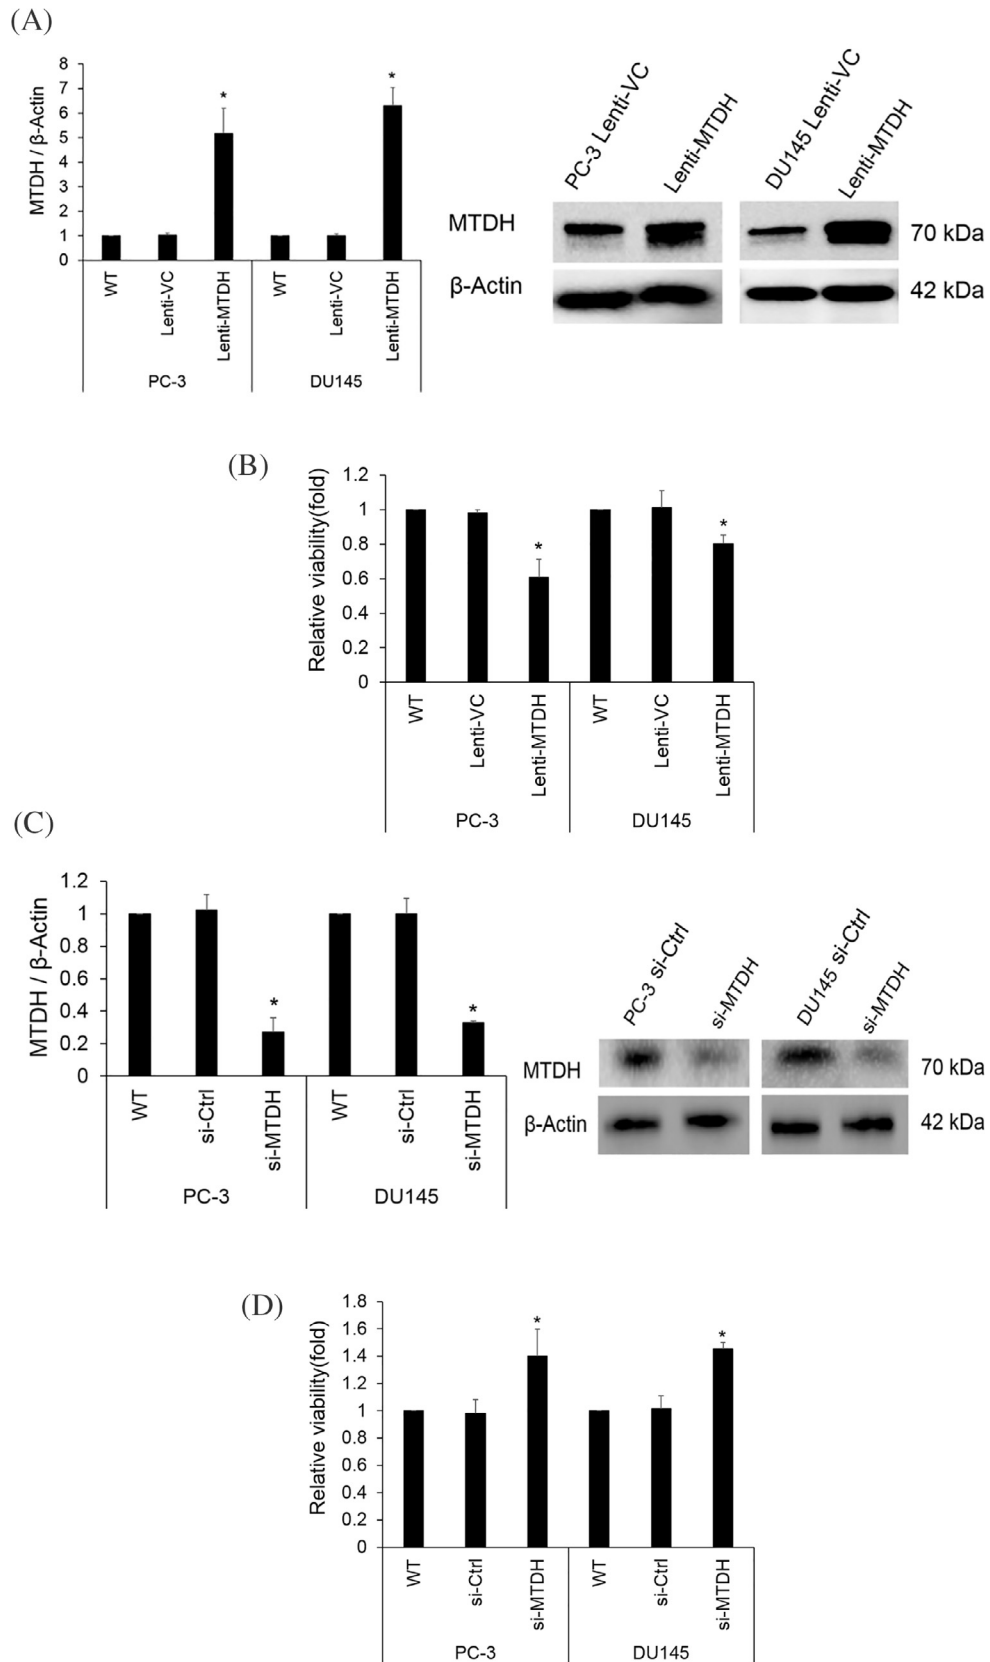 (A)
MTDH / β-Actin
8
7
6
5
4
3
2
1
0
*
*
WT
Lenti-VC
Lenti-MTDH
WT
Lenti-VC
Lenti-MTDH
PC-3
DU145
PC-3 Lenti-VC
Lenti-MTDH
DU145 Lenti-VC
Lenti-MTDH
MTDH
70 kDa
β-Actin
42 kDa
(B)
Relative viability(fold)
1.2
1
0.8
0.6
0.4
0.2
0
*
*
WT
Lenti-VC
Lenti-MTDH
WT
Lenti-VC
Lenti-MTDH
PC-3
DU145
(C)
MTDH / β-Actin
1.2
1
0.8
0.6
0.4
0.2
0
*
*
WT
si-Ctrl
si-MTDH
WT
si-Ctrl
si-MTDH
PC-3
DU145
PC-3 si-Ctrl
si-MTDH
DU145 si-Ctrl
si-MTDH
MTDH
70 kDa
β-Actin
42 kDa
(D)
Relative viability(fold)
1.8
1.6
1.4
1.2
1
0.8
0.6
0.4
0.2
0
*
*
WT
si-Ctrl
si-MTDH
WT
si-Ctrl
si-MTDH
PC-3
DU145